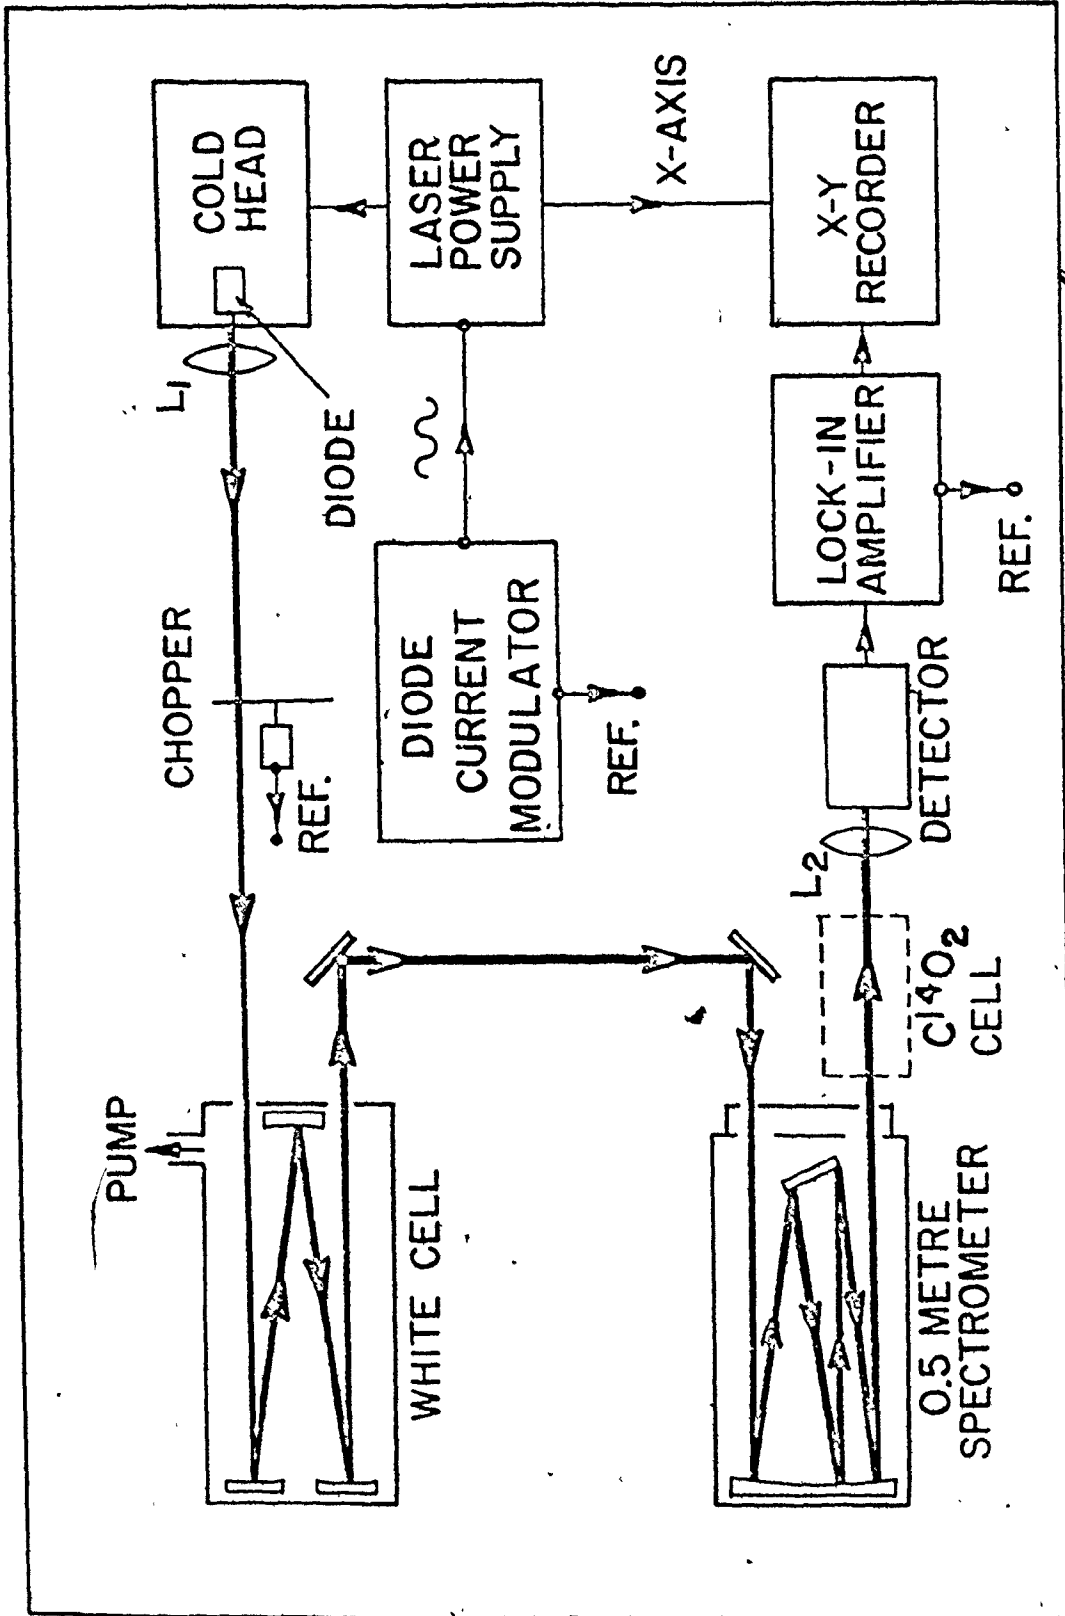 PUMP
CHOPPER
L1
COLD
HEAD
REF.
DIODE
WHITE CELL
DIODE
CURRENT
MODULATOR
LASER
POWER
SUPPLY
REF.
X-AXIS
0.5 METRE
SPECTROMETER
C14O2
CELL
L2
DETECTOR
LOCK-IN
AMPLIFIER
REF.
X-Y
RECORDER